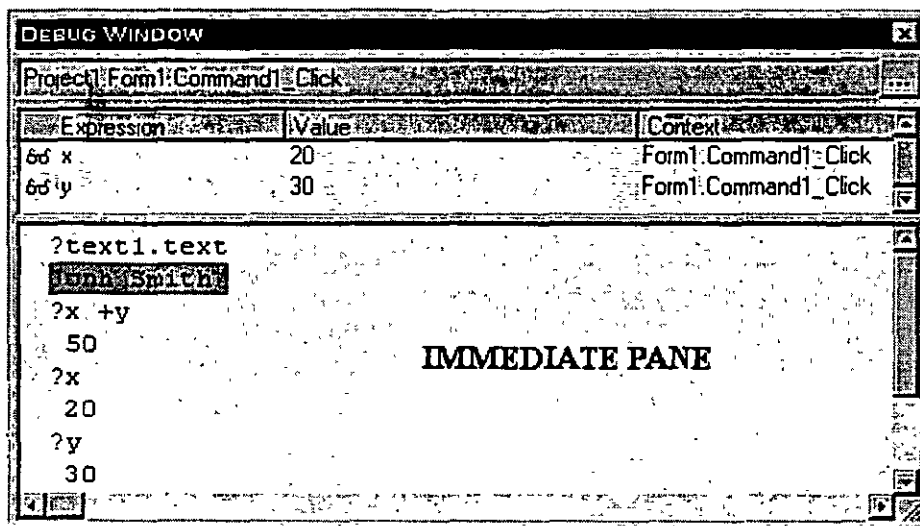 DEBUG WINDOW
Project1.Form1.Command1_Click
...
Expression Value Context
x 20 Form1.Command1_Click
y 30 Form1.Command1_Click
?text1.text
Smith
?x +y
50
IMMEDIATE PANE
?x
20
?y
30